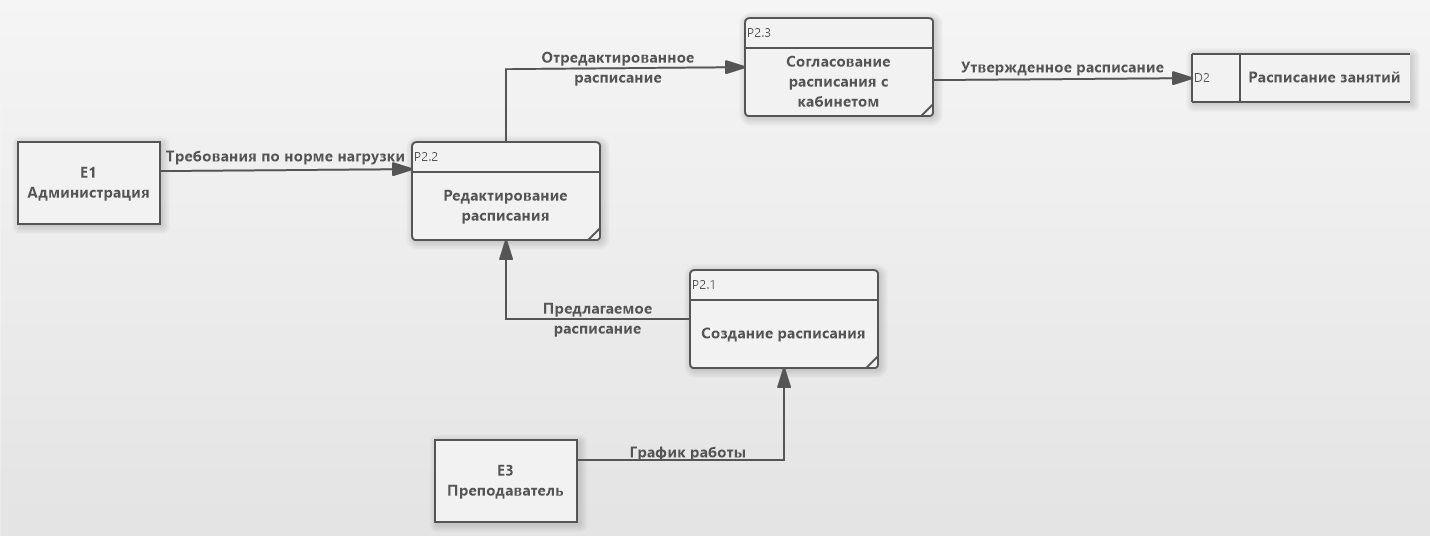 P2.3
Отредактированное
расписание
Согласование
расписания с
кабинетом
Утвержденное расписание
D2
Расписание занятий
E1
Администрация
Требования по норме нагрузки
P2.2
Редактирование
расписания
P2.1
Предлагаемое
расписание
Создание расписания
График работы
E3
Преподаватель